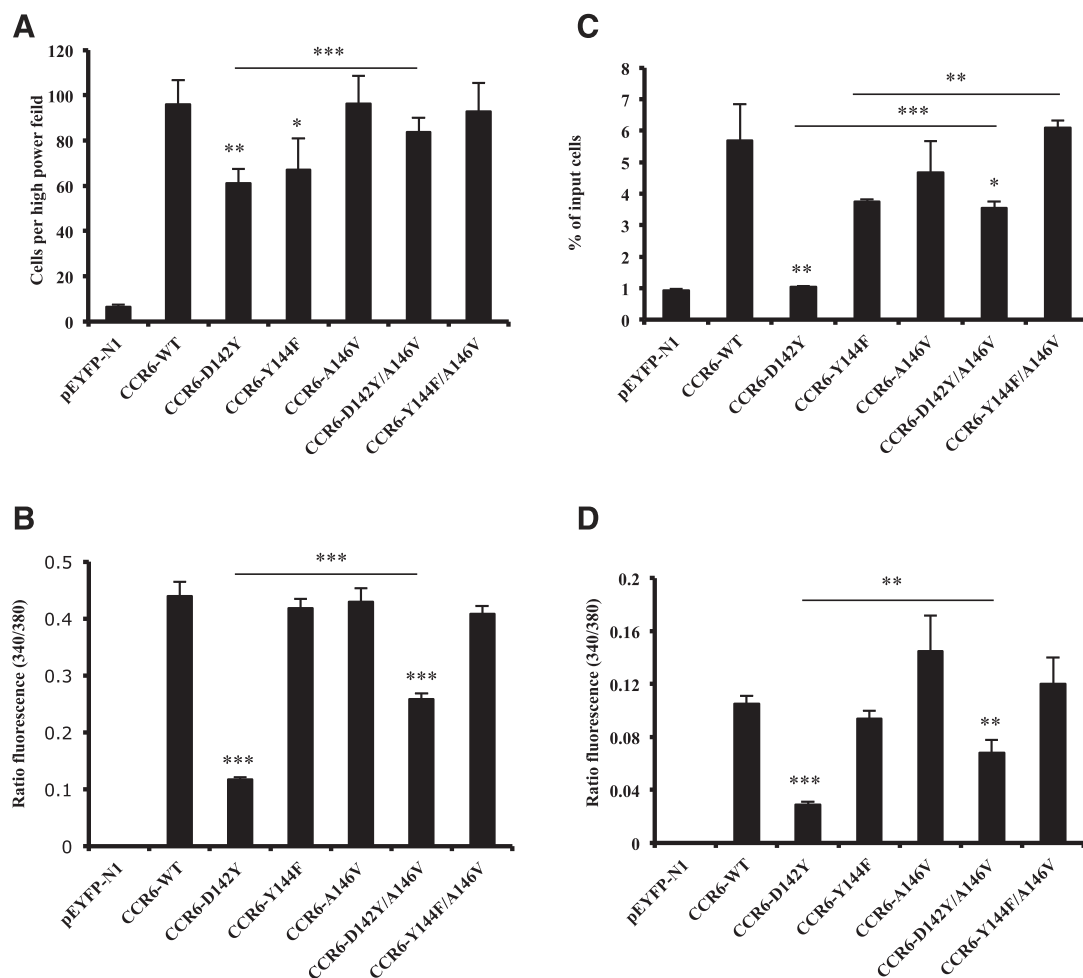 A
Cells per high power feild
120
100
80
60
40
20
0
***
**
*
pEYFP-N1
CCR6-WT
CCR6-D142Y
CCR6-Y144F
CCR6-A146V
CCR6-D142Y/A146V
CCR6-Y144F/A146V
C
% of input cells
8
7
6
5
4
3
2
1
0
**
***
*
**
pEYFP-N1
CCR6-WT
CCR6-D142Y
CCR6-Y144F
CCR6-A146V
CCR6-D142Y/A146V
CCR6-Y144F/A146V
B
Ratio fluorescence (340/380)
0.5
0.4
0.3
0.2
0.1
0
***
***
***
pEYFP-N1
CCR6-WT
CCR6-D142Y
CCR6-Y144F
CCR6-A146V
CCR6-D142Y/A146V
CCR6-Y144F/A146V
D
Ratio fluorescence (340/380)
0.2
0.16
0.12
0.08
0.04
0
**
**
***
pEYFP-N1
CCR6-WT
CCR6-D142Y
CCR6-Y144F
CCR6-A146V
CCR6-D142Y/A146V
CCR6-Y144F/A146V